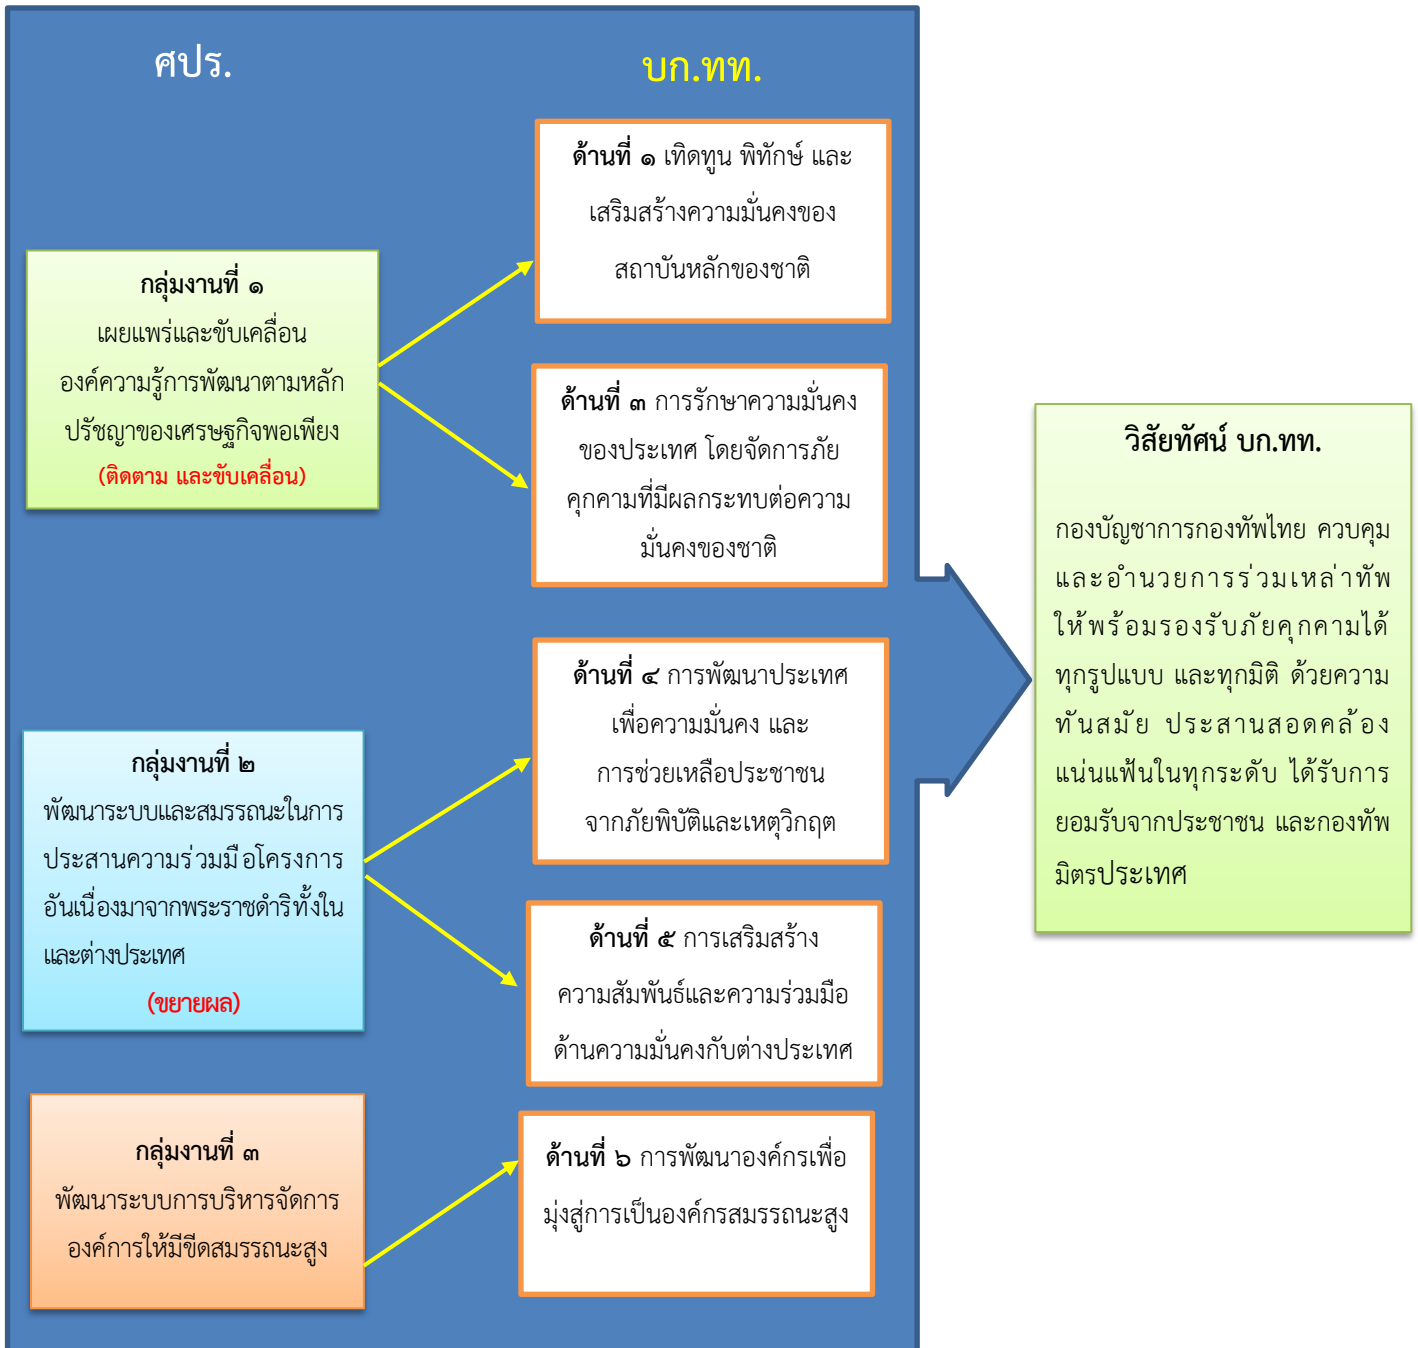 ศปร.
บก.ทท.
กลุ่มงานที่ ๑
เผยแพร่และขับเคลื่อน
องค์ความรู้การพัฒนาตามหลัก
ปรัชญาของเศรษฐกิจพอเพียง
(ติดตาม และขับเคลื่อน)
กลุ่มงานที่ ๒
พัฒนาระบบและสมรรถนะในการ
ประสานความร่วมมือโครงการ
อันเนื่องมาจากพระราชดำริทั้งใน
และต่างประเทศ
(ขยายผล)
กลุ่มงานที่ ๓
พัฒนาระบบการบริหารจัดการ
องค์การให้มีขีดสมรรถนะสูง
ด้านที่ ๑ เทิดทูน พิทักษ์ และ
เสริมสร้างความมั่นคงของ
สถาบันหลักของชาติ
ด้านที่ ๓ การรักษาความมั่นคง
ของประเทศ โดยจัดการภัย
คุกคามที่มีผลกระทบต่อความ
มั่นคงของชาติ
ด้านที่ ๔ การพัฒนาประเทศ
เพื่อความมั่นคง และ
การช่วยเหลือประชาชน
จากภัยพิบัติและเหตุวิกฤต
ด้านที่ ๕ การเสริมสร้าง
ความสัมพันธ์และความร่วมมือ
ด้านความมั่นคงกับต่างประเทศ
ด้านที่ ๖ การพัฒนาองค์กรเพื่อ
มุ่งสู่การเป็นองค์กรสมรรถนะสูง
วิสัยทัศน์ บก.ทท.
กองบัญชาการกองทัพไทย ควบคุม
และอำนวยการร่วมเหล่าทัพ
ให้พร้อมรองรับภัยคุกคามได้
ทุกรูปแบบ และทุกมิติ ด้วยความ
ทันสมัย ประสานสอดคล้อง
แน่นแฟ้นในทุกระดับ ได้รับการ
ยอมรับจากประชาชน และกองทัพ
มิตรประเทศ